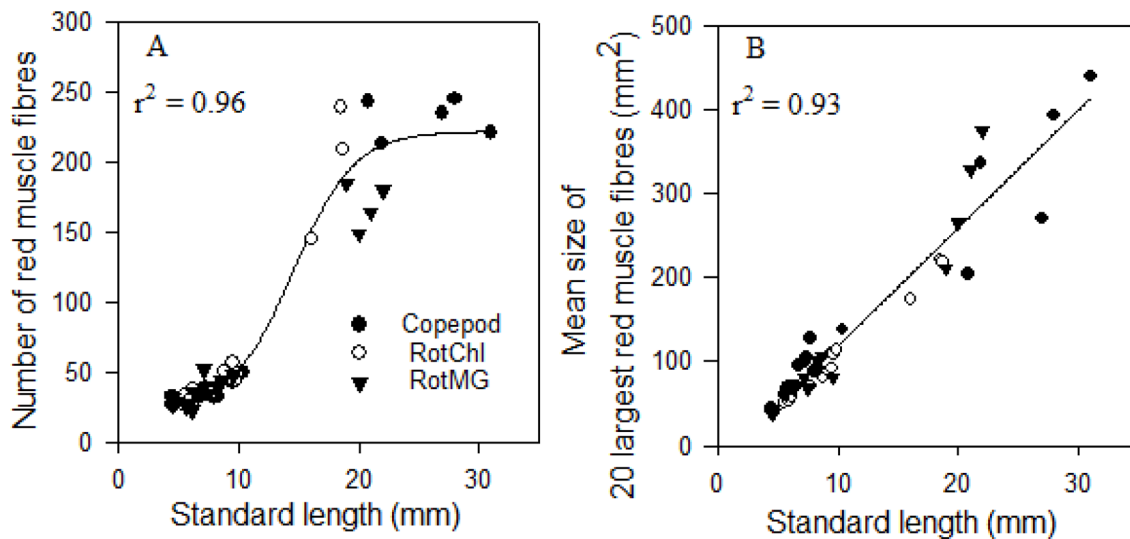 A
r² = 0.96
Number of red muscle fibres
300
250
200
150
100
50
0
Copepod
RotChl
RotMG
0 10 20 30
Standard length (mm)
B
r² = 0.93
Mean size of
20 largest red muscle fibres (mm²)
500
400
300
200
100
0
0 10 20 30
Standard length (mm)